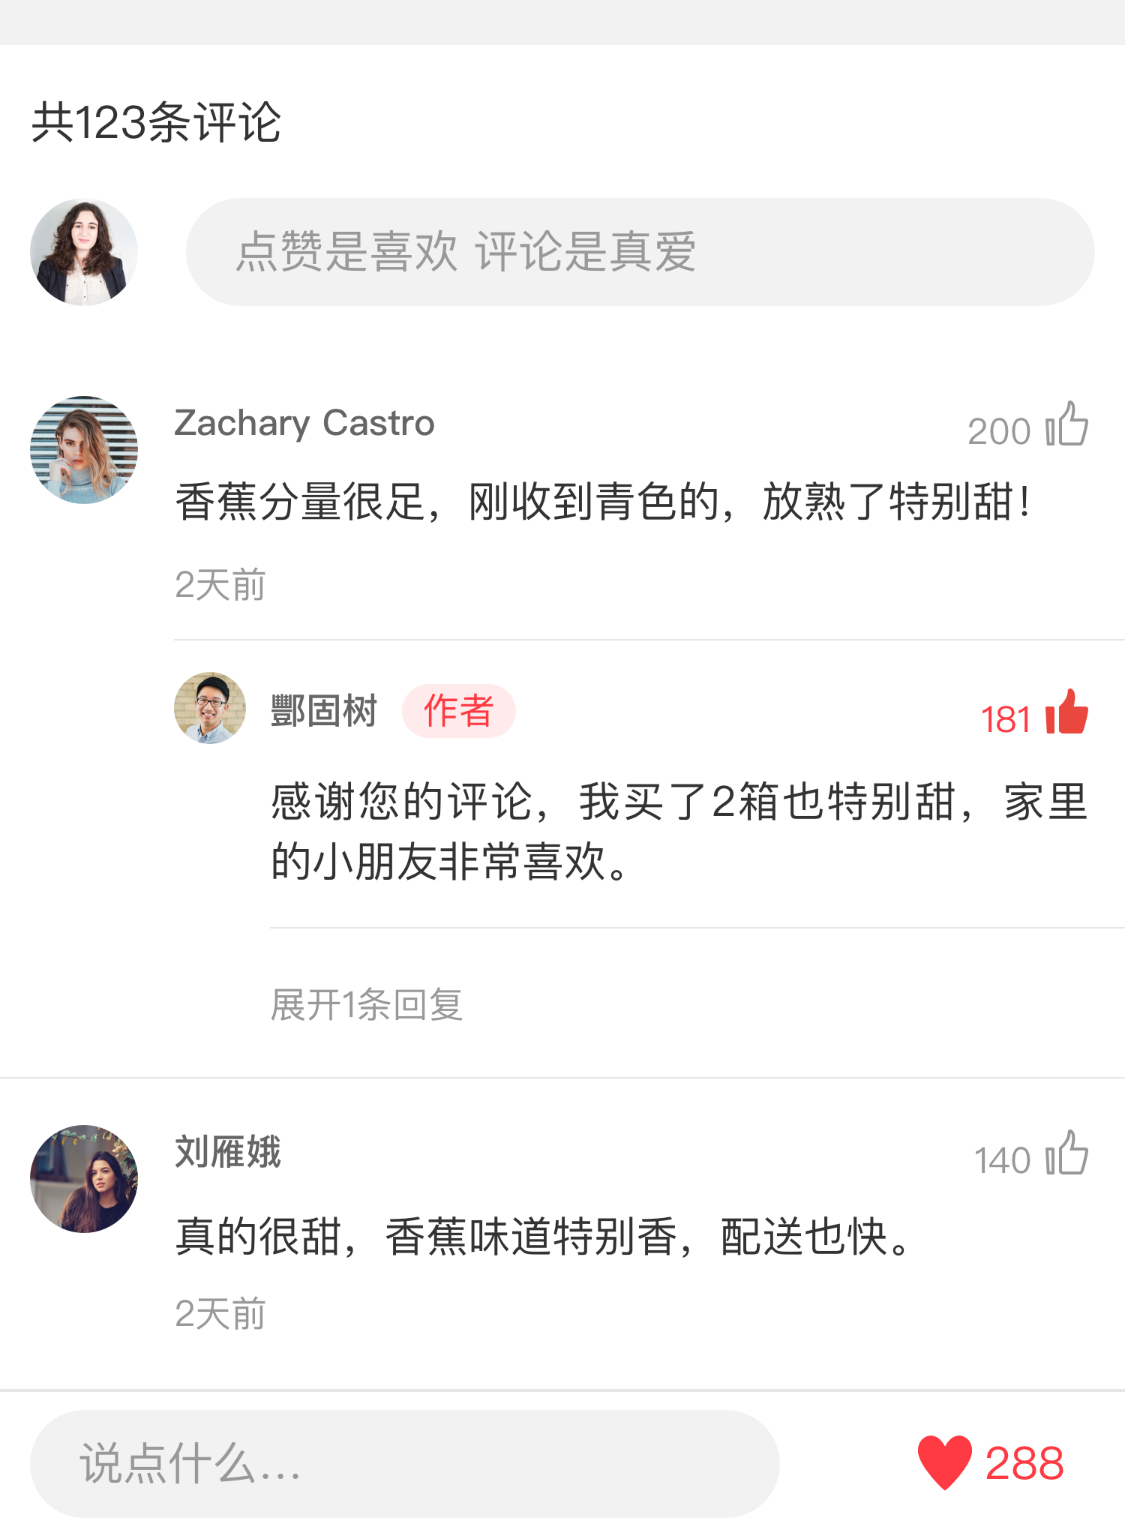 共123条评论
点赞是喜欢 评论是真爱
Zachary Castro
200
香蕉分量很足，刚收到青色的，放熟了特别甜！
2天前
酆固树 作者
181
感谢您的评论，我买了2箱也特别甜，家里
的小朋友非常喜欢。
展开1条回复
刘雁娥
140
真的很甜，香蕉味道特别香，配送也快。
2天前
说点什么...
288